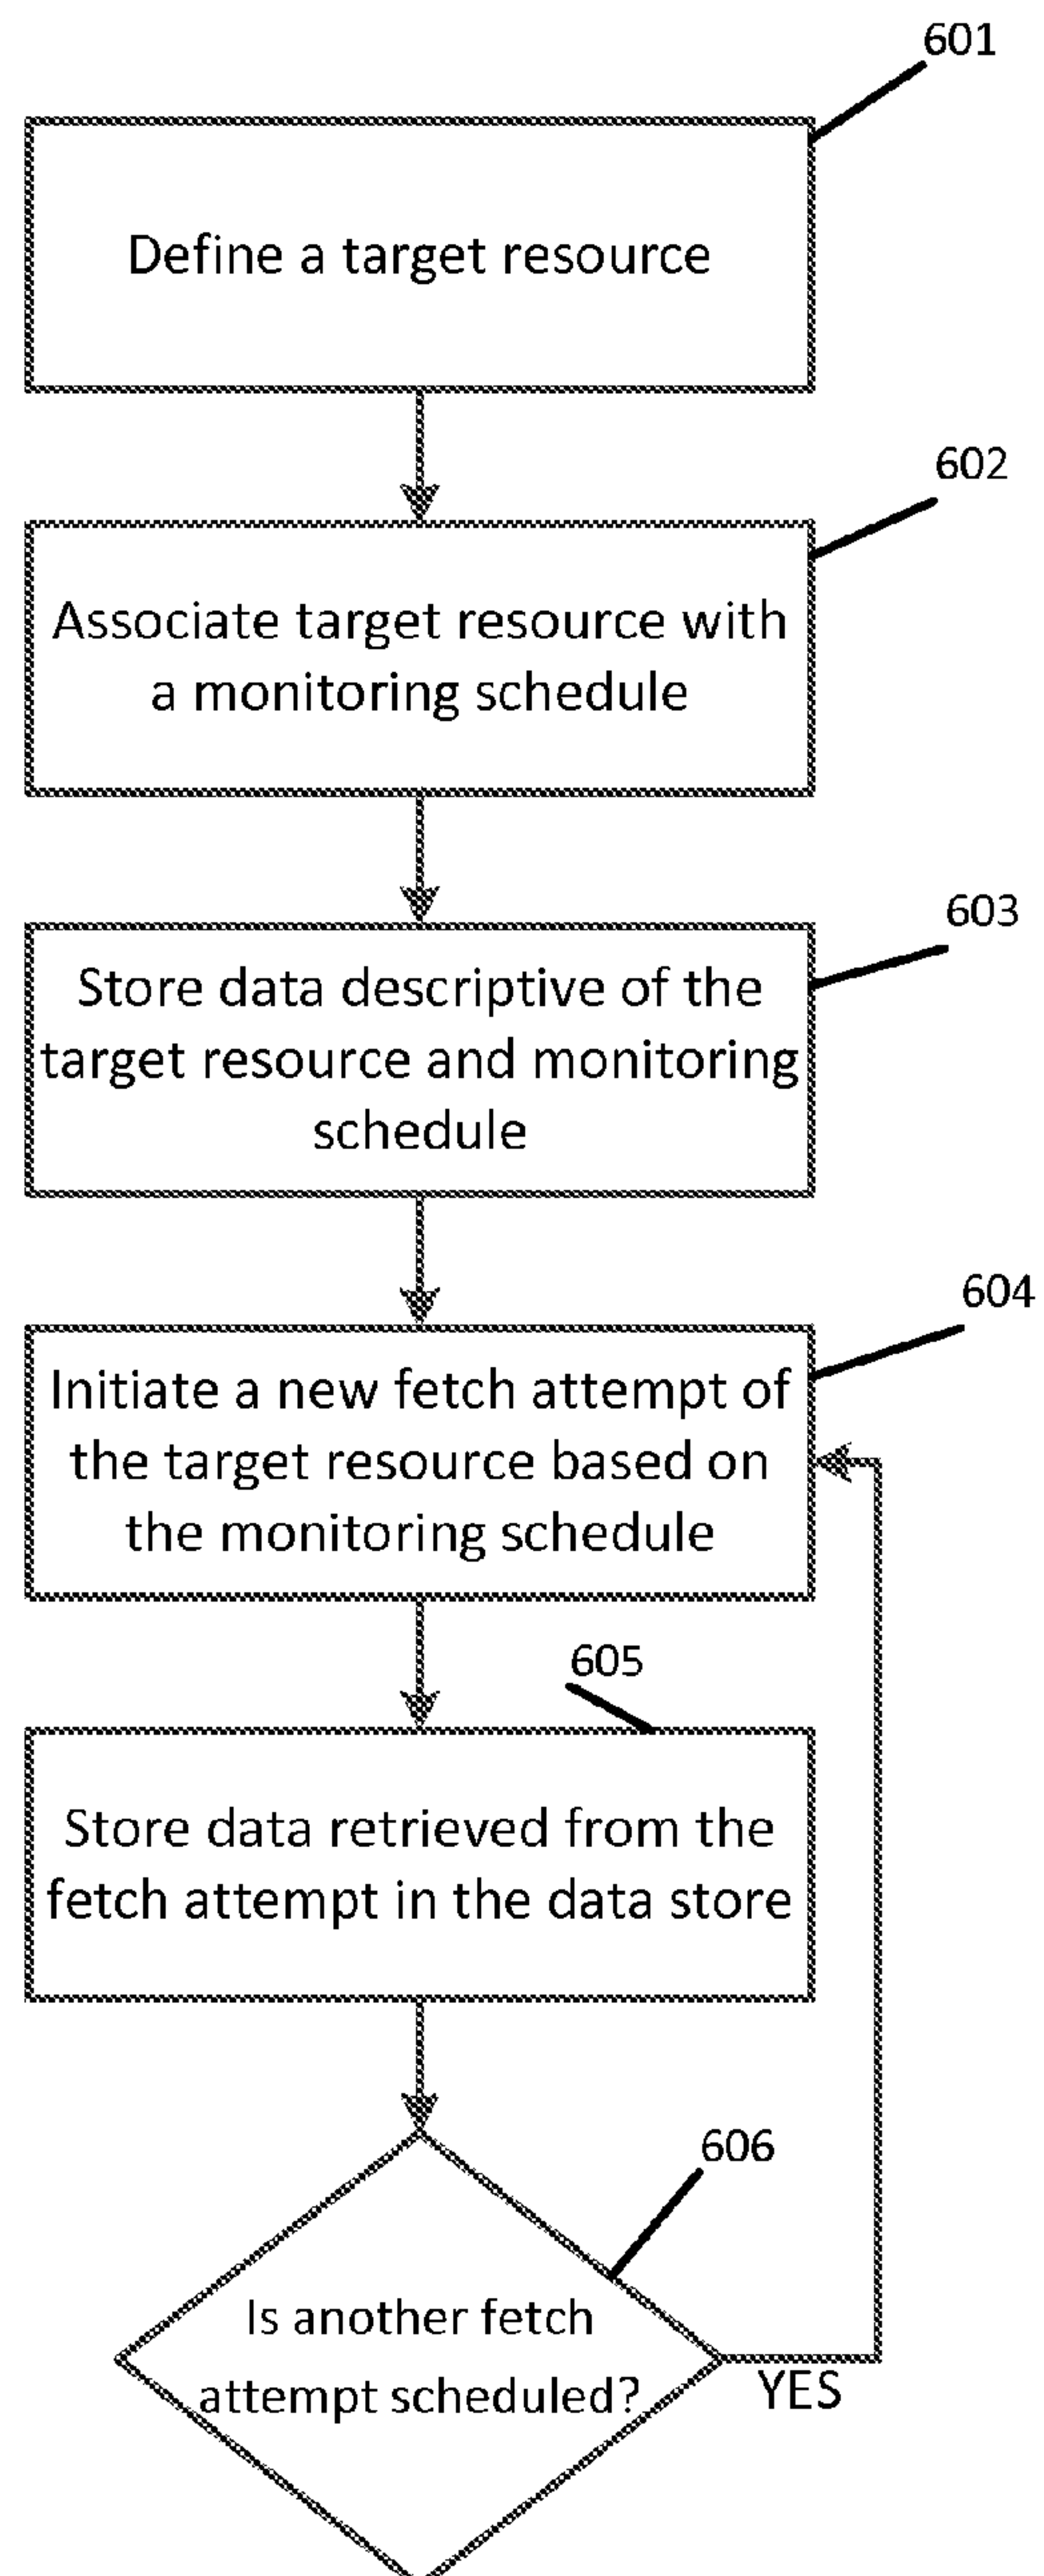 601
Define a target resource
602
Associate target resource with
a monitoring schedule
603
Store data descriptive of the
target resource and monitoring
schedule
604
Initiate a new fetch attempt of
the target resource based on
the monitoring schedule
605
Store data retrieved from the
fetch attempt in the data store
606
Is another fetch
attempt scheduled?
YES